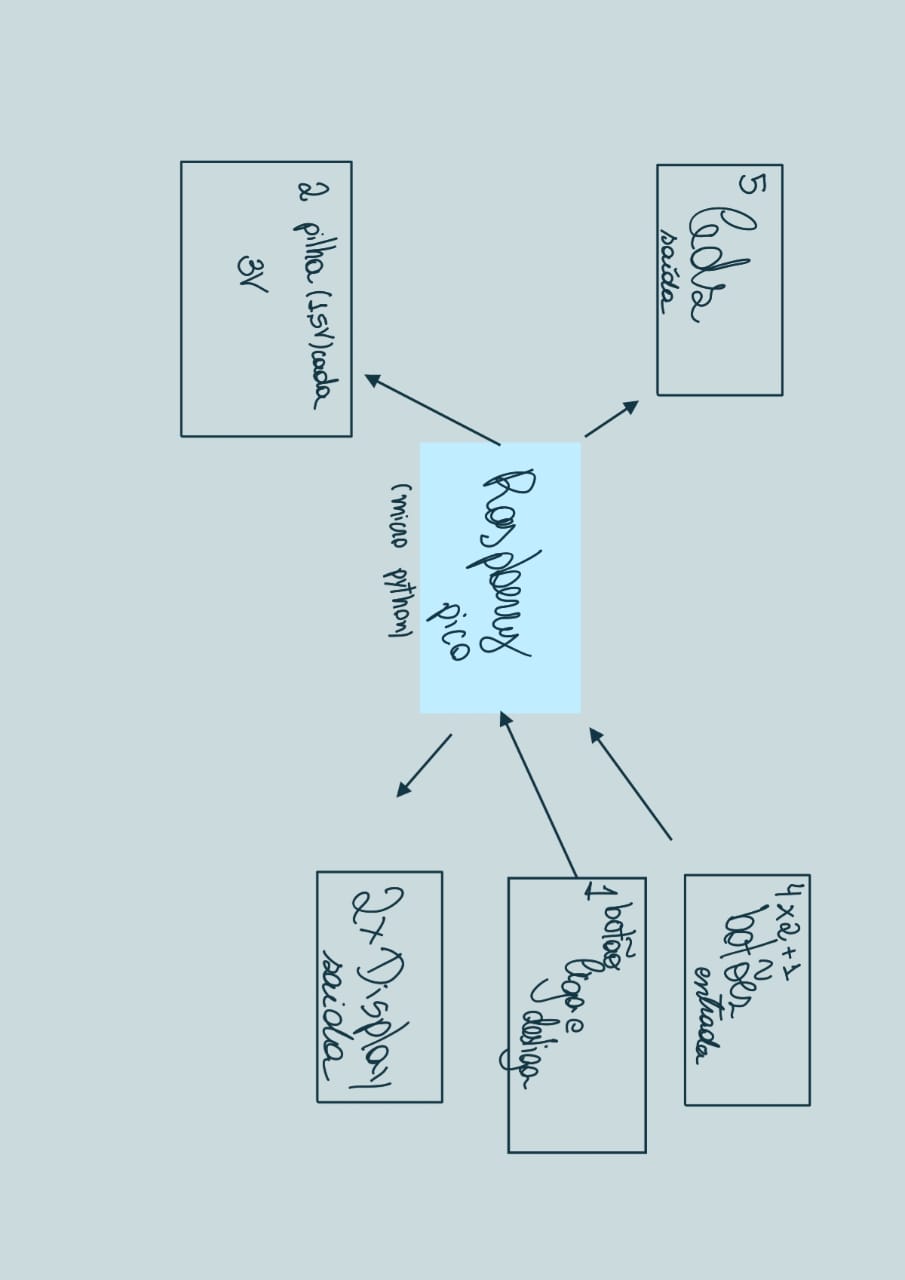 5
Leds
saída
4x2+1
botões
entrada
Raspberry
pico
(micro python)
1 botão
liga e
desliga
2 pilha (1,5V) cada
3V
2x Display
saida